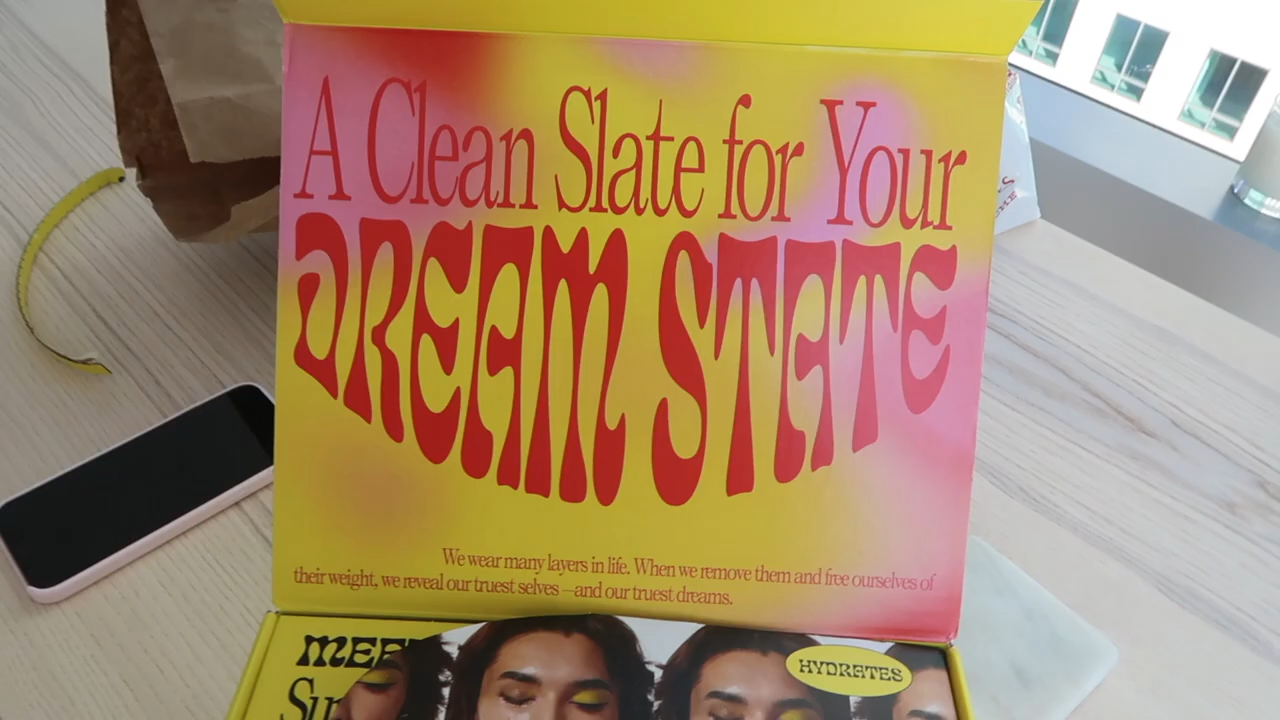 A Clean Slate for Your
DREAM STATE
We wear many layers in life. When we remove them and free ourselves of
their weight, we reveal our truest selves —and our truest dreams.
MEET
HYDRATES